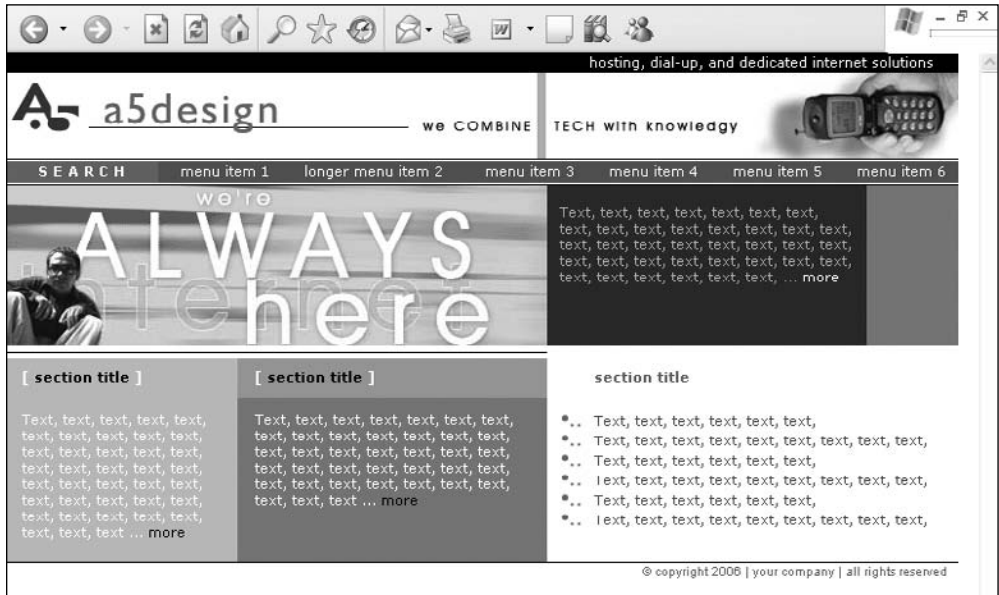 hosting, dial-up, and dedicated internet solutions
A5 a5design
we COMBINE TECH with knowledgy
SEARCH menu item 1 longer menu item 2 menu item 3 menu item 4 menu item 5 menu item 6
we're
ALWAYS
internet
here
Text, text, text, text, text, text, text,
text, text, text, text, text, text, text, text,
text, text, text, text, text, text, text, text,
text, text, text, text, text, text, text, text,
text, text, text, text, text, text, ... more
[ section title ]
Text, text, text, text, text,
text, text, text, text, text,
text, text, text, text, text,
text, text, text, text, text,
text, text, text, text, text,
text, text, text, text, text,
text, text, text, text, text,
text, text, text ... more
[ section title ]
Text, text, text, text, text, text, text,
text, text, text, text, text, text, text,
text, text, text, text, text, text, text,
text, text, text, text, text, text, text,
text, text, text, text, text, text, text,
text, text, text ... more
section title
Text, text, text, text, text, text,
Text, text, text, text, text, text, text, text, text,
Text, text, text, text, text, text,
Text, text, text, text, text, text, text, text, text,
Text, text, text, text, text, text,
Text, text, text, text, text, text, text, text, text,
© copyright 2006 | your company | all rights reserved